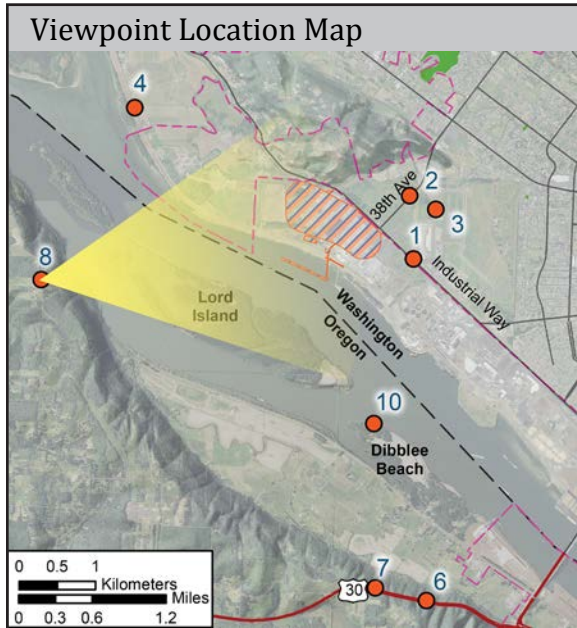 Viewpoint Location Map
4
2
38th Ave
3
1
Industrial Way
8
Lord
Island
Washington
Oregon
10
Dibblee
Beach
7
30
6
0 0.5 1
Kilometers
Miles
0 0.3 0.6 1.2